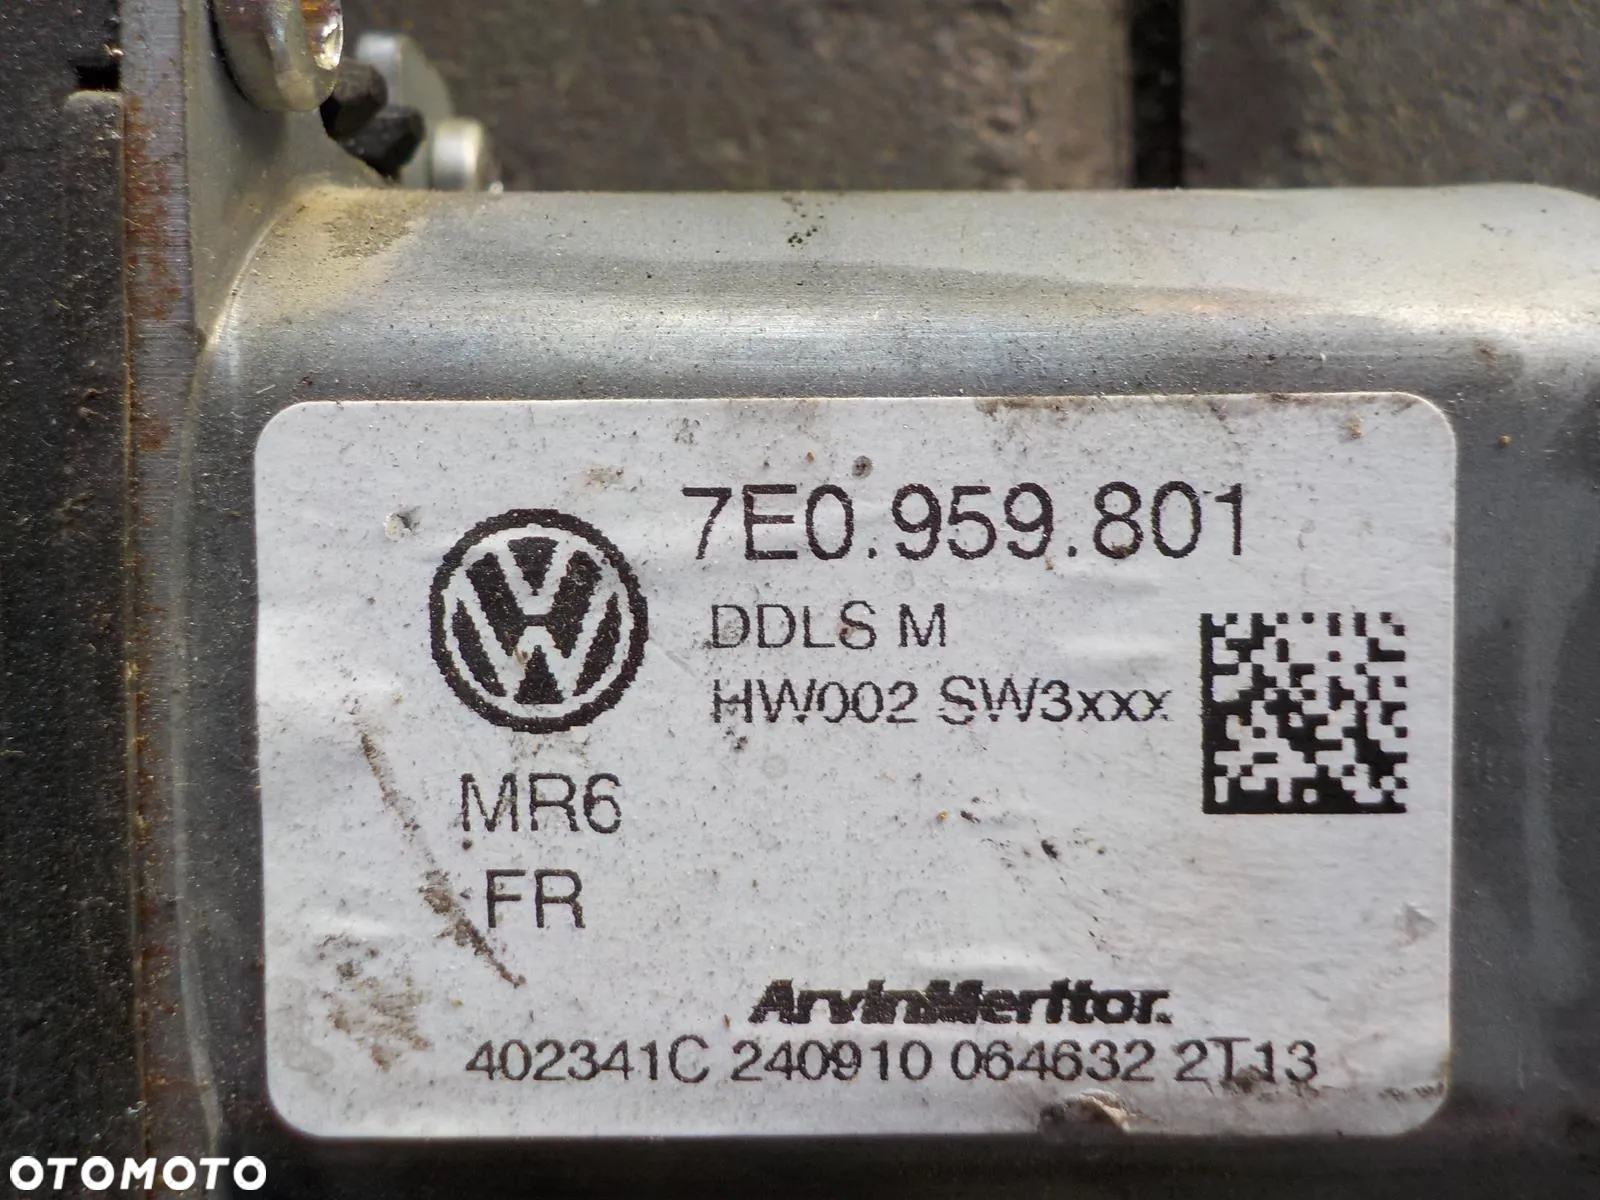 7E0.959.801
DDLS M
HW002 SW3xxx
MR6
FR
ArvinMeritor.
402341C 240910 064632 2T13
OTOMOTO